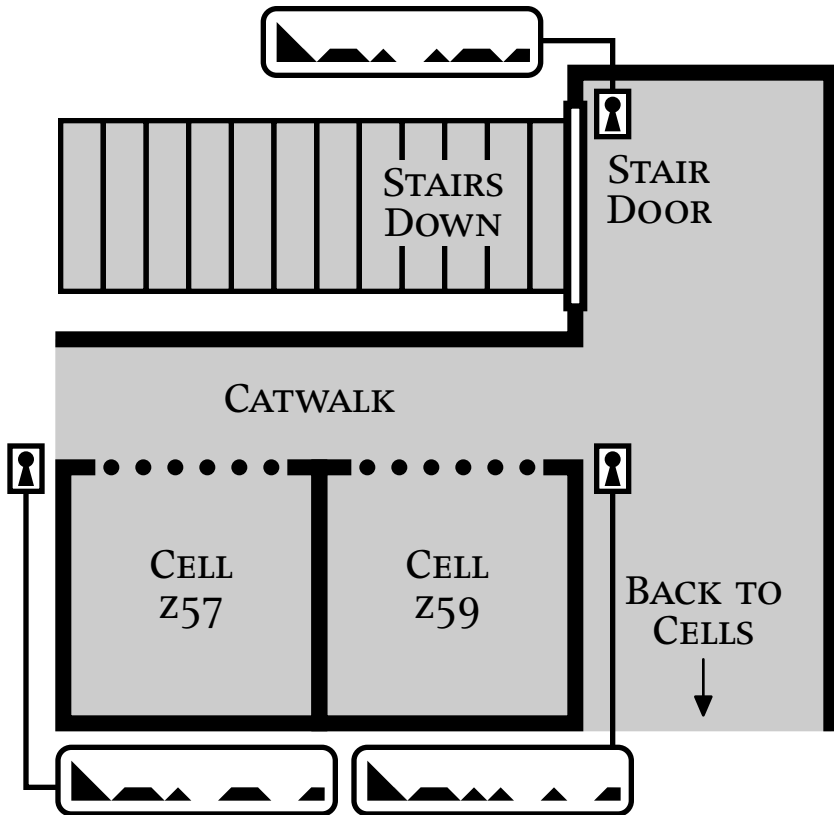 Stairs
Down
Stair
Door
Catwalk
Cell
z57
Cell
z59
Back to
Cells